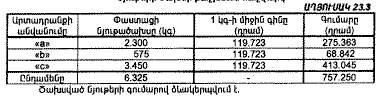 ԱՂՅՈՒՍԱԿ 23.3
Արտադրանքի անվանումը Փաստացի նյութածախսը (կգ) 1 կգ-ի միջին գինը (դրամ) Գումարը (դրամ)
«a» 2.300 119.723 275.363
«b» 575 119.723 68.842
«c» 3.450 119.723 413.045
Ընդամենը 6.325 - 757.250
Ծախսված նյութերի գումարով ձևակերպվում է.